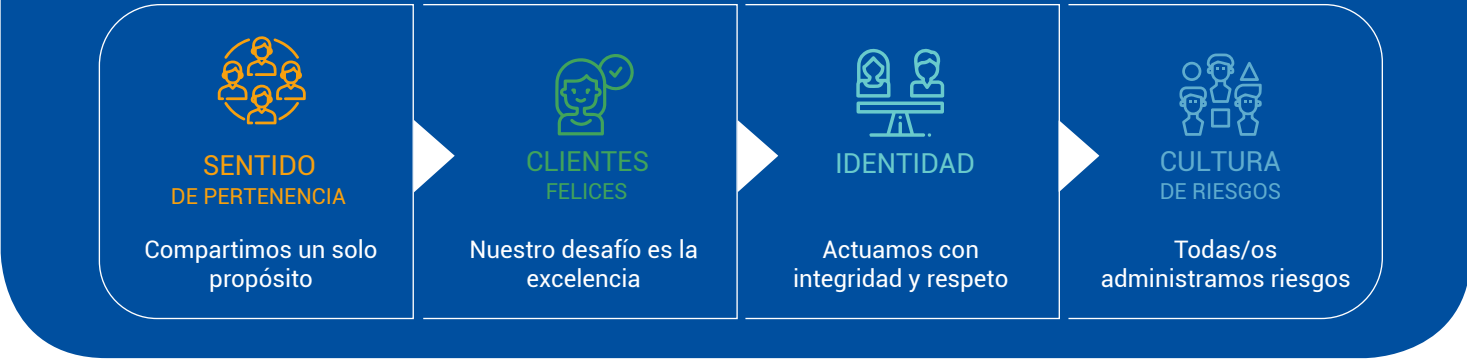 SENTIDO
DE PERTENENCIA
Compartimos un solo
propósito
CLIENTES
FELICES
Nuestro desafío es la
excelencia
IDENTIDAD
Actuamos con
integridad y respeto
CULTURA
DE RIESGOS
Todas/os
administramos riesgos